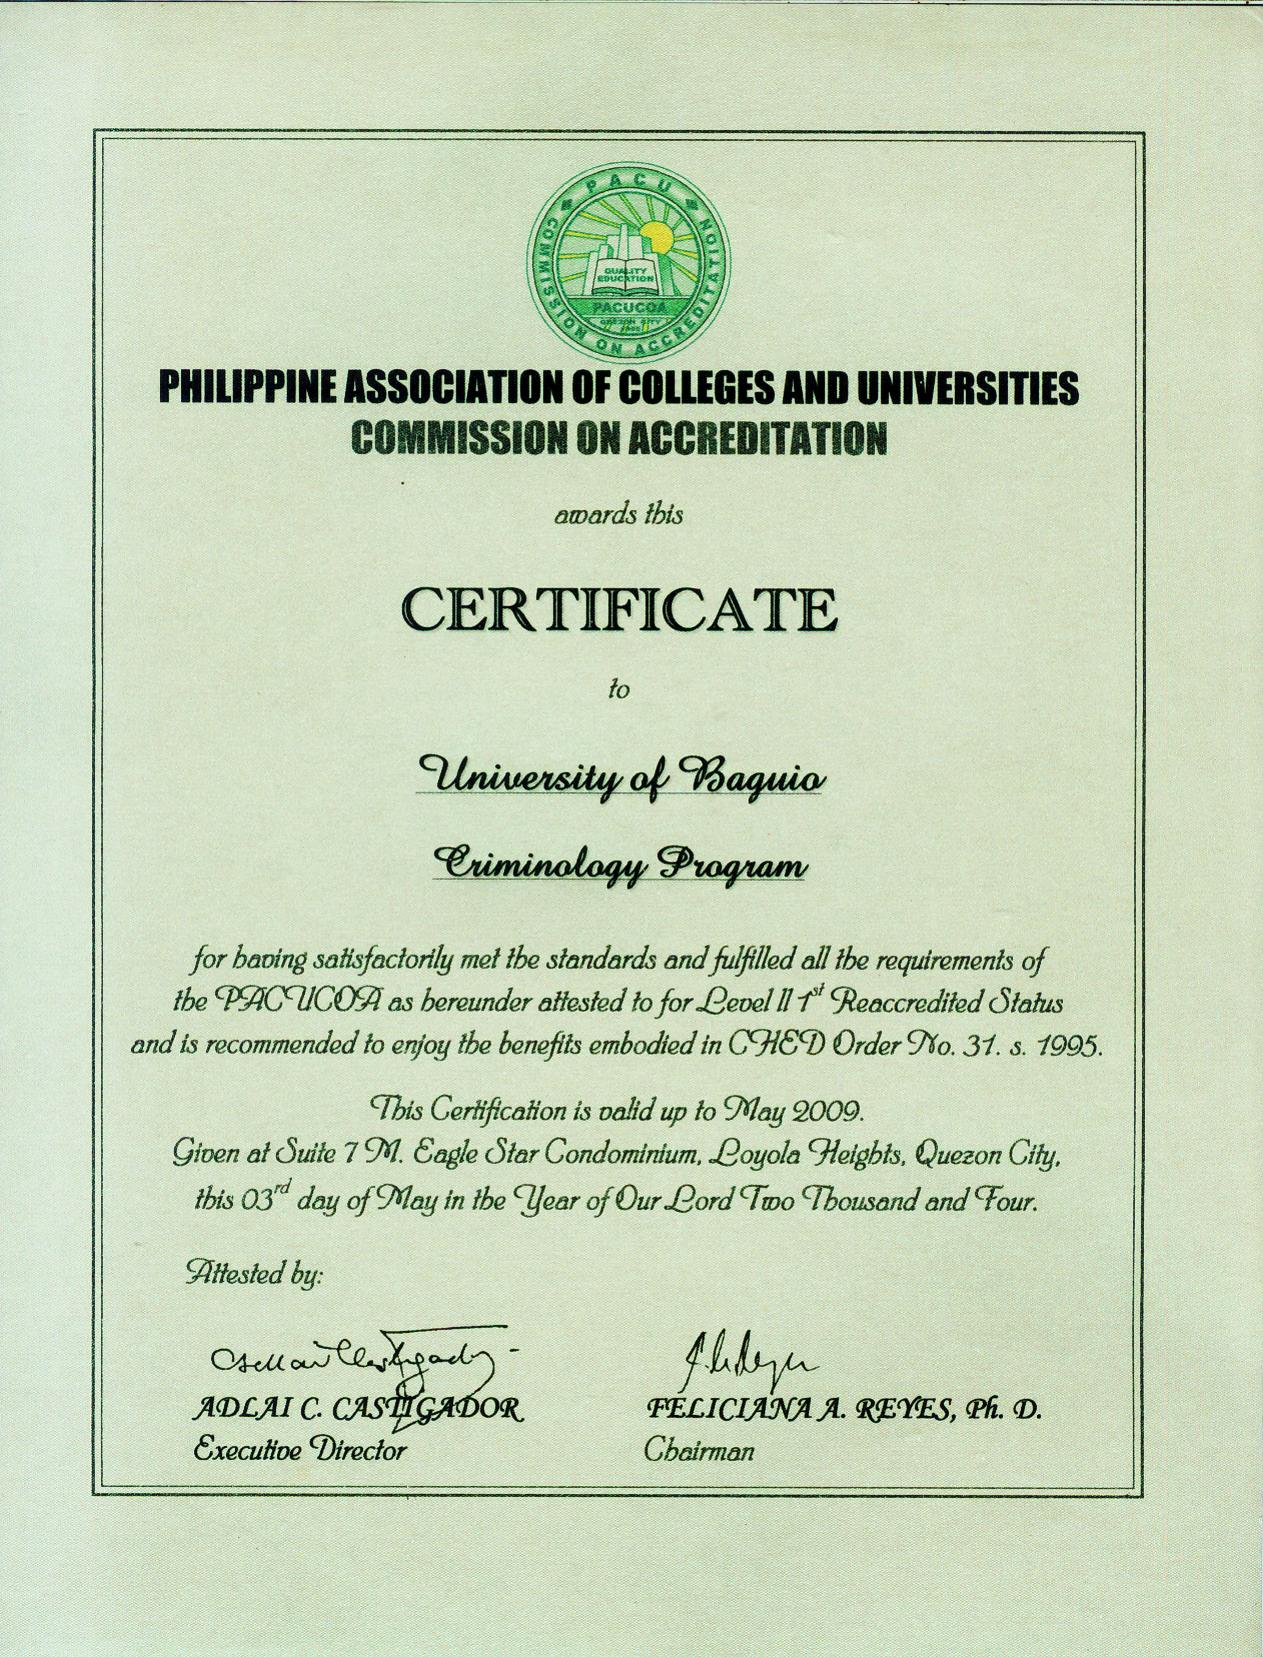 PACU
COMMISSION ON ACCREDITATION
QUALITY
EDUCATION
PACUCOA
QUEZON CITY
PHILIPPINE ASSOCIATION OF COLLEGES AND UNIVERSITIES
COMMISSION ON ACCREDITATION
awards this
CERTIFICATE
to
University of Baguio
Criminology Program
for having satisfactorily met the standards and fulfilled all the requirements of
the PACUCOA as hereunder attested to for Level II 1st Reaccredited Status
and is recommended to enjoy the benefits embodied in CHED Order No. 31. s. 1995.
This Certification is valid up to May 2009.
Given at Suite 7 M. Eagle Star Condominium, Loyola Heights, Quezon City,
this 03rd day of May in the Year of Our Lord Two Thousand and Four.
Attested by:
ADLAI C. CASTIGADOR
FELICIANA A. REYES, Ph. D.
Executive Director
Chairman